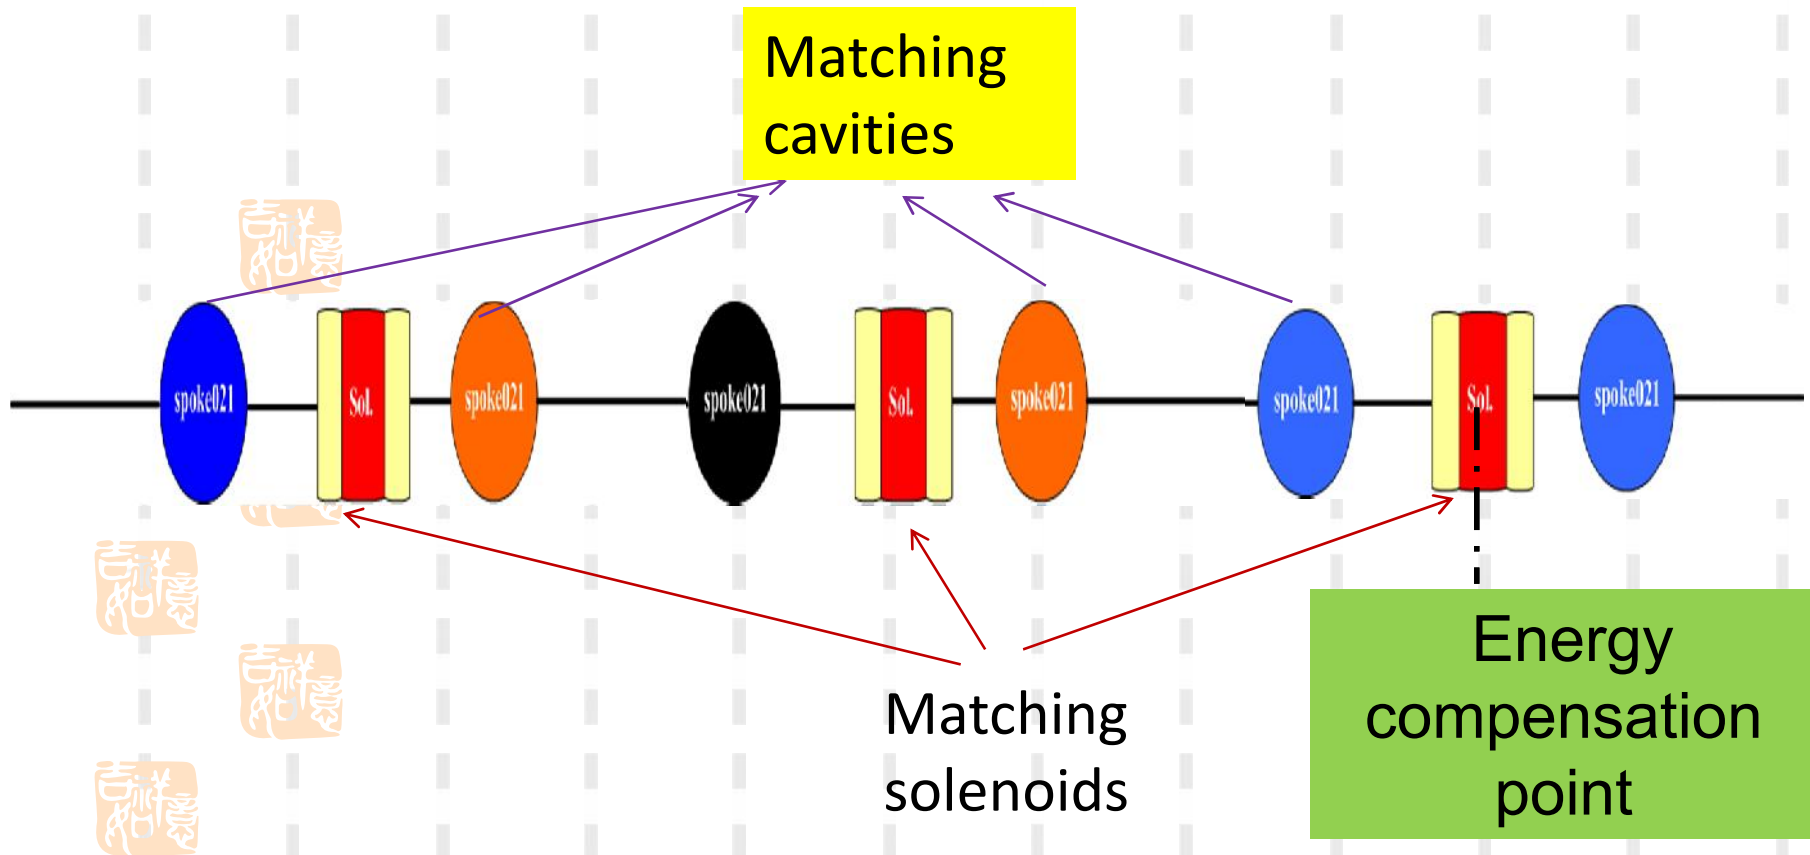 Matching
cavities
spoke021
Sol.
spoke021
spoke021
Sol.
spoke021
spoke021
Sol.
spoke021
Matching
solenoids
Energy
compensation
point